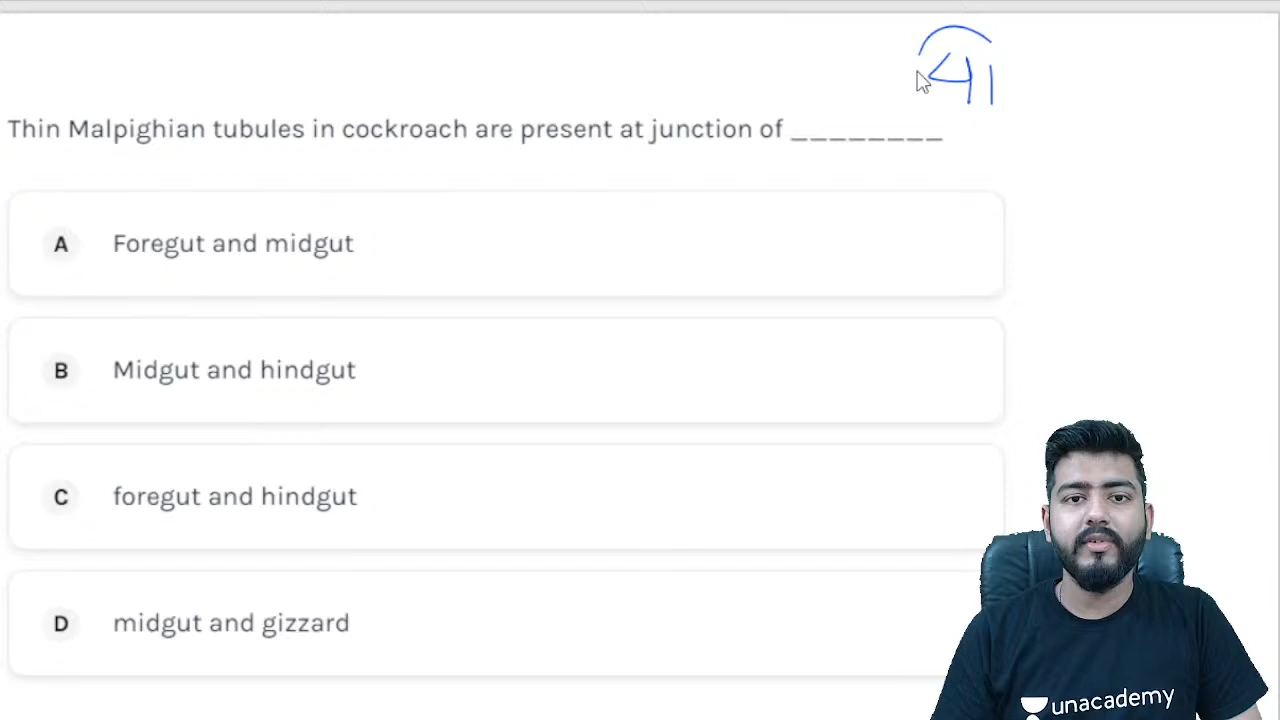 41
Thin Malpighian tubules in cockroach are present at junction of ________
A Foregut and midgut
B Midgut and hindgut
C foregut and hindgut
D midgut and gizzard
unacademy